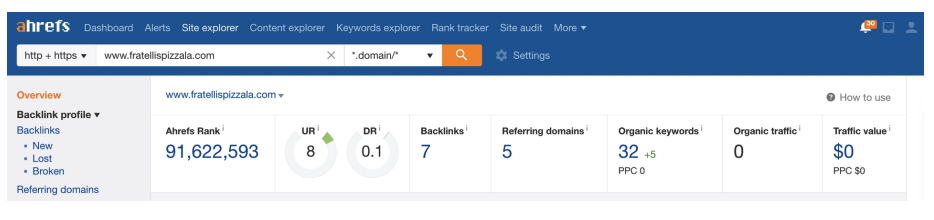 ahrefs Dashboard Alerts Site explorer Content explorer Keywords explorer Rank tracker Site audit More ▾ 30
http + https ▾ www.fratellispizzala.com × *.domain/* ▾ Settings
Overview
www.fratellispizzala.com ▾
How to use
Backlink profile ▾
Backlinks
• New
• Lost
• Broken
Referring domains
Ahrefs Rank i UR i DR i Backlinks i Referring domains i Organic keywords i Organic traffic i Traffic value i
91,622,593 8 0.1 7 5 32 +5 0 $0
PPC 0 PPC $0